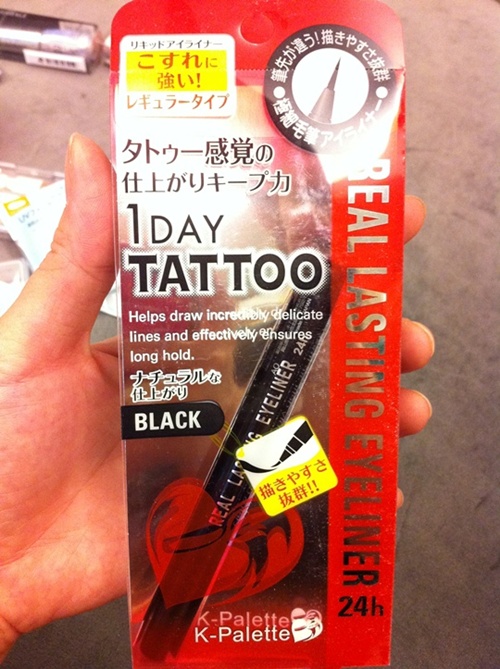 リキッドアイライナー
こすれに
強い!
レギュラータイプ
筆先が違う!描きやすさ抜群
極細毛筆アイライナー
タトゥー感覚の
仕上がりキープ力
1DAY
TATTOO
Helps draw incredibly delicate
lines and effectively ensures
long hold.
ナチュラルな
仕上がり
BLACK
REAL LASTING EYELINER 24h
描きやすさ
抜群!!
K-Palette
K-Palette
REAL LASTING EYELINER
24h